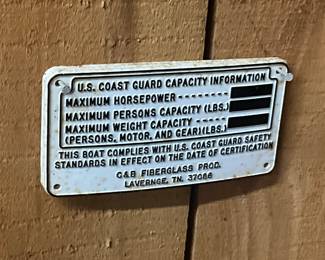 U.S. COAST GUARD CAPACITY INFORMATION
MAXIMUM HORSEPOWER ------
MAXIMUM PERSONS CAPACITY (LBS.)
MAXIMUM WEIGHT CAPACITY -----
(PERSONS, MOTOR, AND GEAR)(LBS.)
THIS BOAT COMPLIES WITH U.S. COAST GUARD SAFETY
STANDARDS IN EFFECT ON THE DATE OF CERTIFICATION
C&B FIBERGLASS PROD.
LAVERNGE, TN. 37086